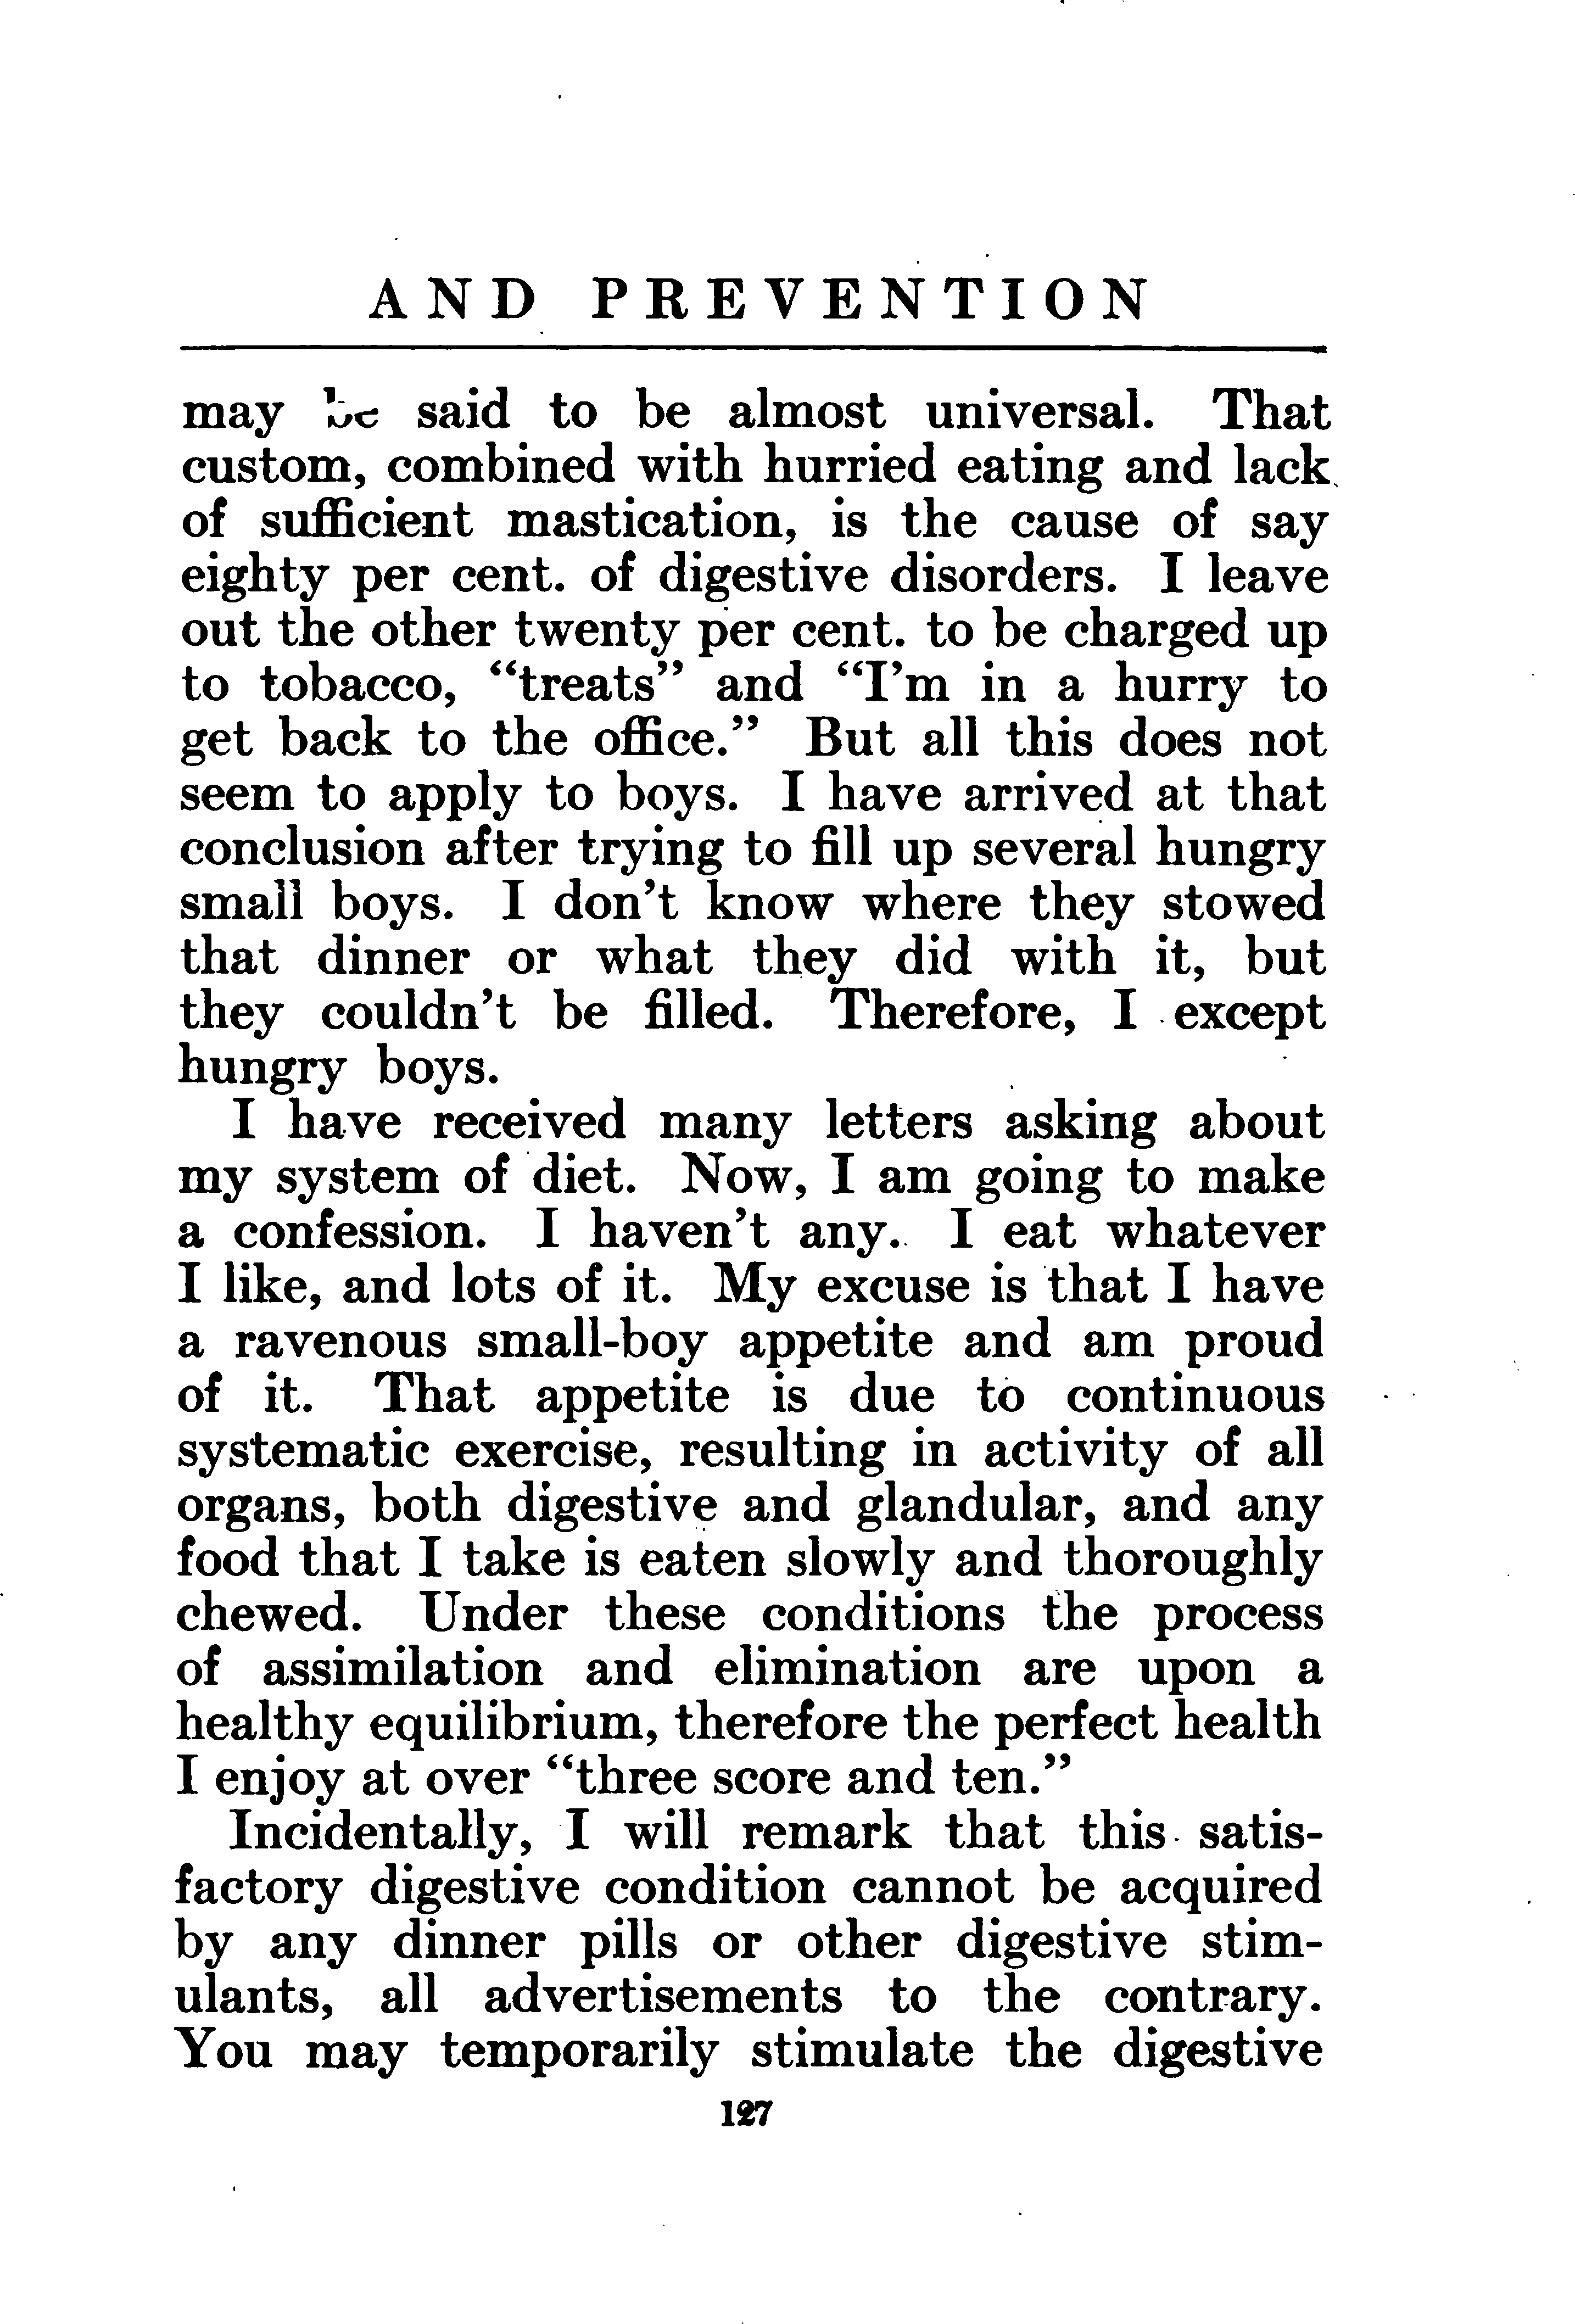 AND PREVENTION
may be said to be almost universal. That
custom, combined with hurried eating and lack
of sufficient mastication, is the cause of say
eighty per cent. of digestive disorders. I leave
out the other twenty per cent. to be charged up
to tobacco, “treats” and “I’m in a hurry to
get back to the office.” But all this does not
seem to apply to boys. I have arrived at that
conclusion after trying to fill up several hungry
small boys. I don’t know where they stowed
that dinner or what they did with it, but
they couldn’t be filled. Therefore, I except
hungry boys.
I have received many letters asking about
my system of diet. Now, I am going to make
a confession. I haven’t any. I eat whatever
I like, and lots of it. My excuse is that I have
a ravenous small-boy appetite and am proud
of it. That appetite is due to continuous
systematic exercise, resulting in activity of all
organs, both digestive and glandular, and any
food that I take is eaten slowly and thoroughly
chewed. Under these conditions the process
of assimilation and elimination are upon a
healthy equilibrium, therefore the perfect health
I enjoy at over “three score and ten.”
Incidentally, I will remark that this satis-
factory digestive condition cannot be acquired
by any dinner pills or other digestive stim-
ulants, all advertisements to the contrary.
You may temporarily stimulate the digestive
127